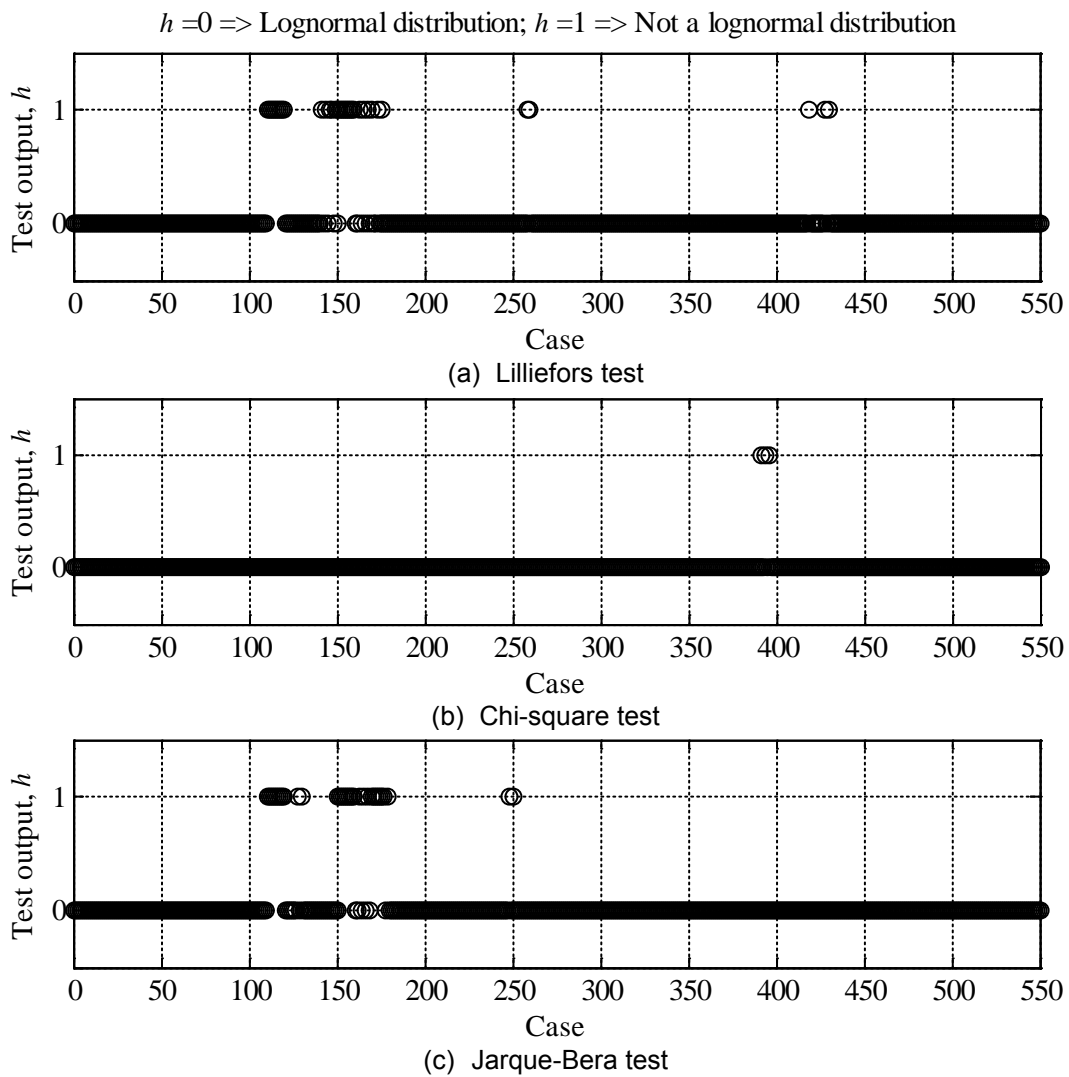 h =0 => Lognormal distribution; h =1 => Not a lognormal distribution
Test output, h
1
0
0 50 100 150 200 250 300 350 400 450 500 550
Case
(a) Lilliefors test
Test output, h
1
0
0 50 100 150 200 250 300 350 400 450 500 550
Case
(b) Chi-square test
Test output, h
1
0
0 50 100 150 200 250 300 350 400 450 500 550
Case
(c) Jarque-Bera test